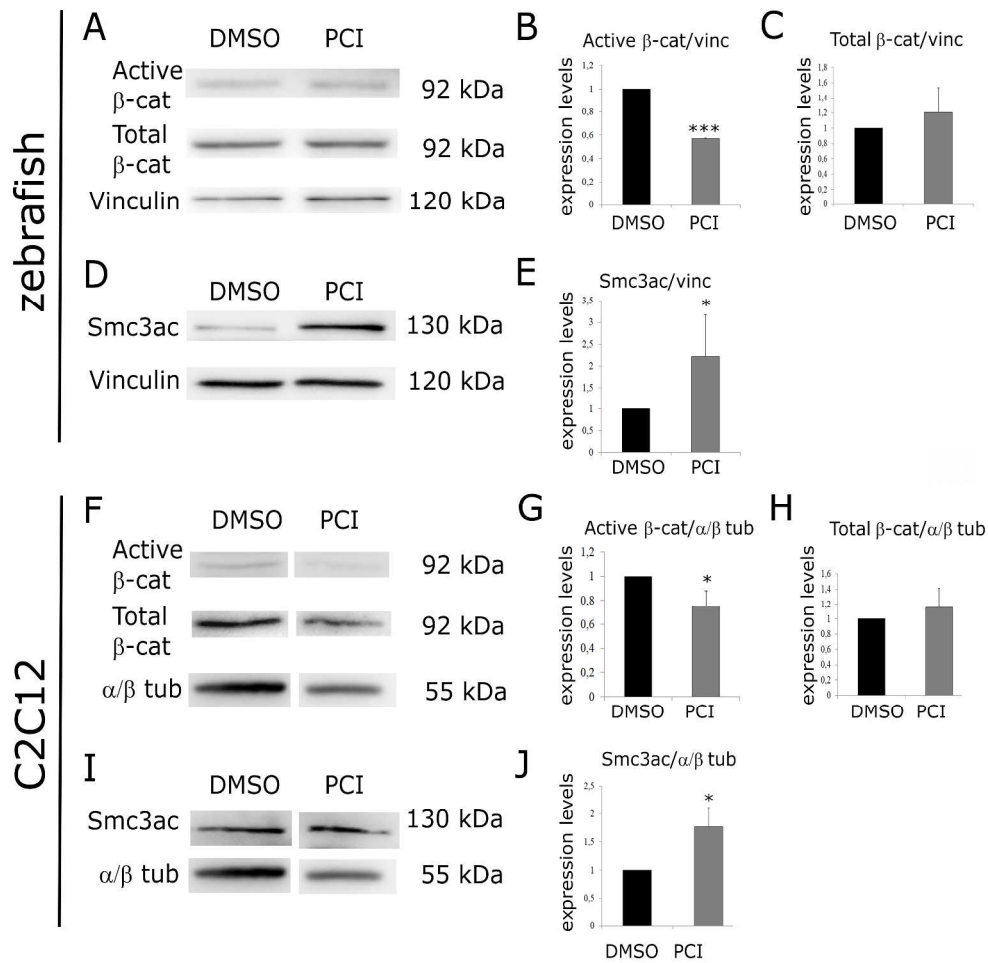 zebrafish
A
DMSO PCI
Active
β-cat
92 kDa
Total
β-cat
92 kDa
Vinculin
120 kDa
B
Active β-cat/vinc
expression levels
1,2
1
0,8
0,6
0,4
0,2
0
***
DMSO PCI
C
Total β-cat/vinc
expression levels
1,8
1,6
1,4
1,2
1
0,8
0,6
0,4
0,2
0
DMSO PCI
D
DMSO PCI
Smc3ac 130 kDa
Vinculin 120 kDa
E
Smc3ac/vinc
expression levels
3,5
3
2,5
2
1,5
1
0,5
0
*
DMSO PCI
C2C12
F
DMSO PCI
Active
β-cat
92 kDa
Total
β-cat
92 kDa
α/β tub 55 kDa
G
Active β-cat/α/β tub
expression levels
1,2
1
0,8
0,6
0,4
0,2
0
*
DMSO PCI
H
Total β-cat/α/β tub
expression levels
1,6
1,4
1,2
1
0,8
0,6
0,4
0,2
0
DMSO PCI
I
DMSO PCI
Smc3ac 130 kDa
α/β tub 55 kDa
J
Smc3ac/α/β tub
expression levels
2,5
2
1,5
1
0,5
0
*
DMSO PCI